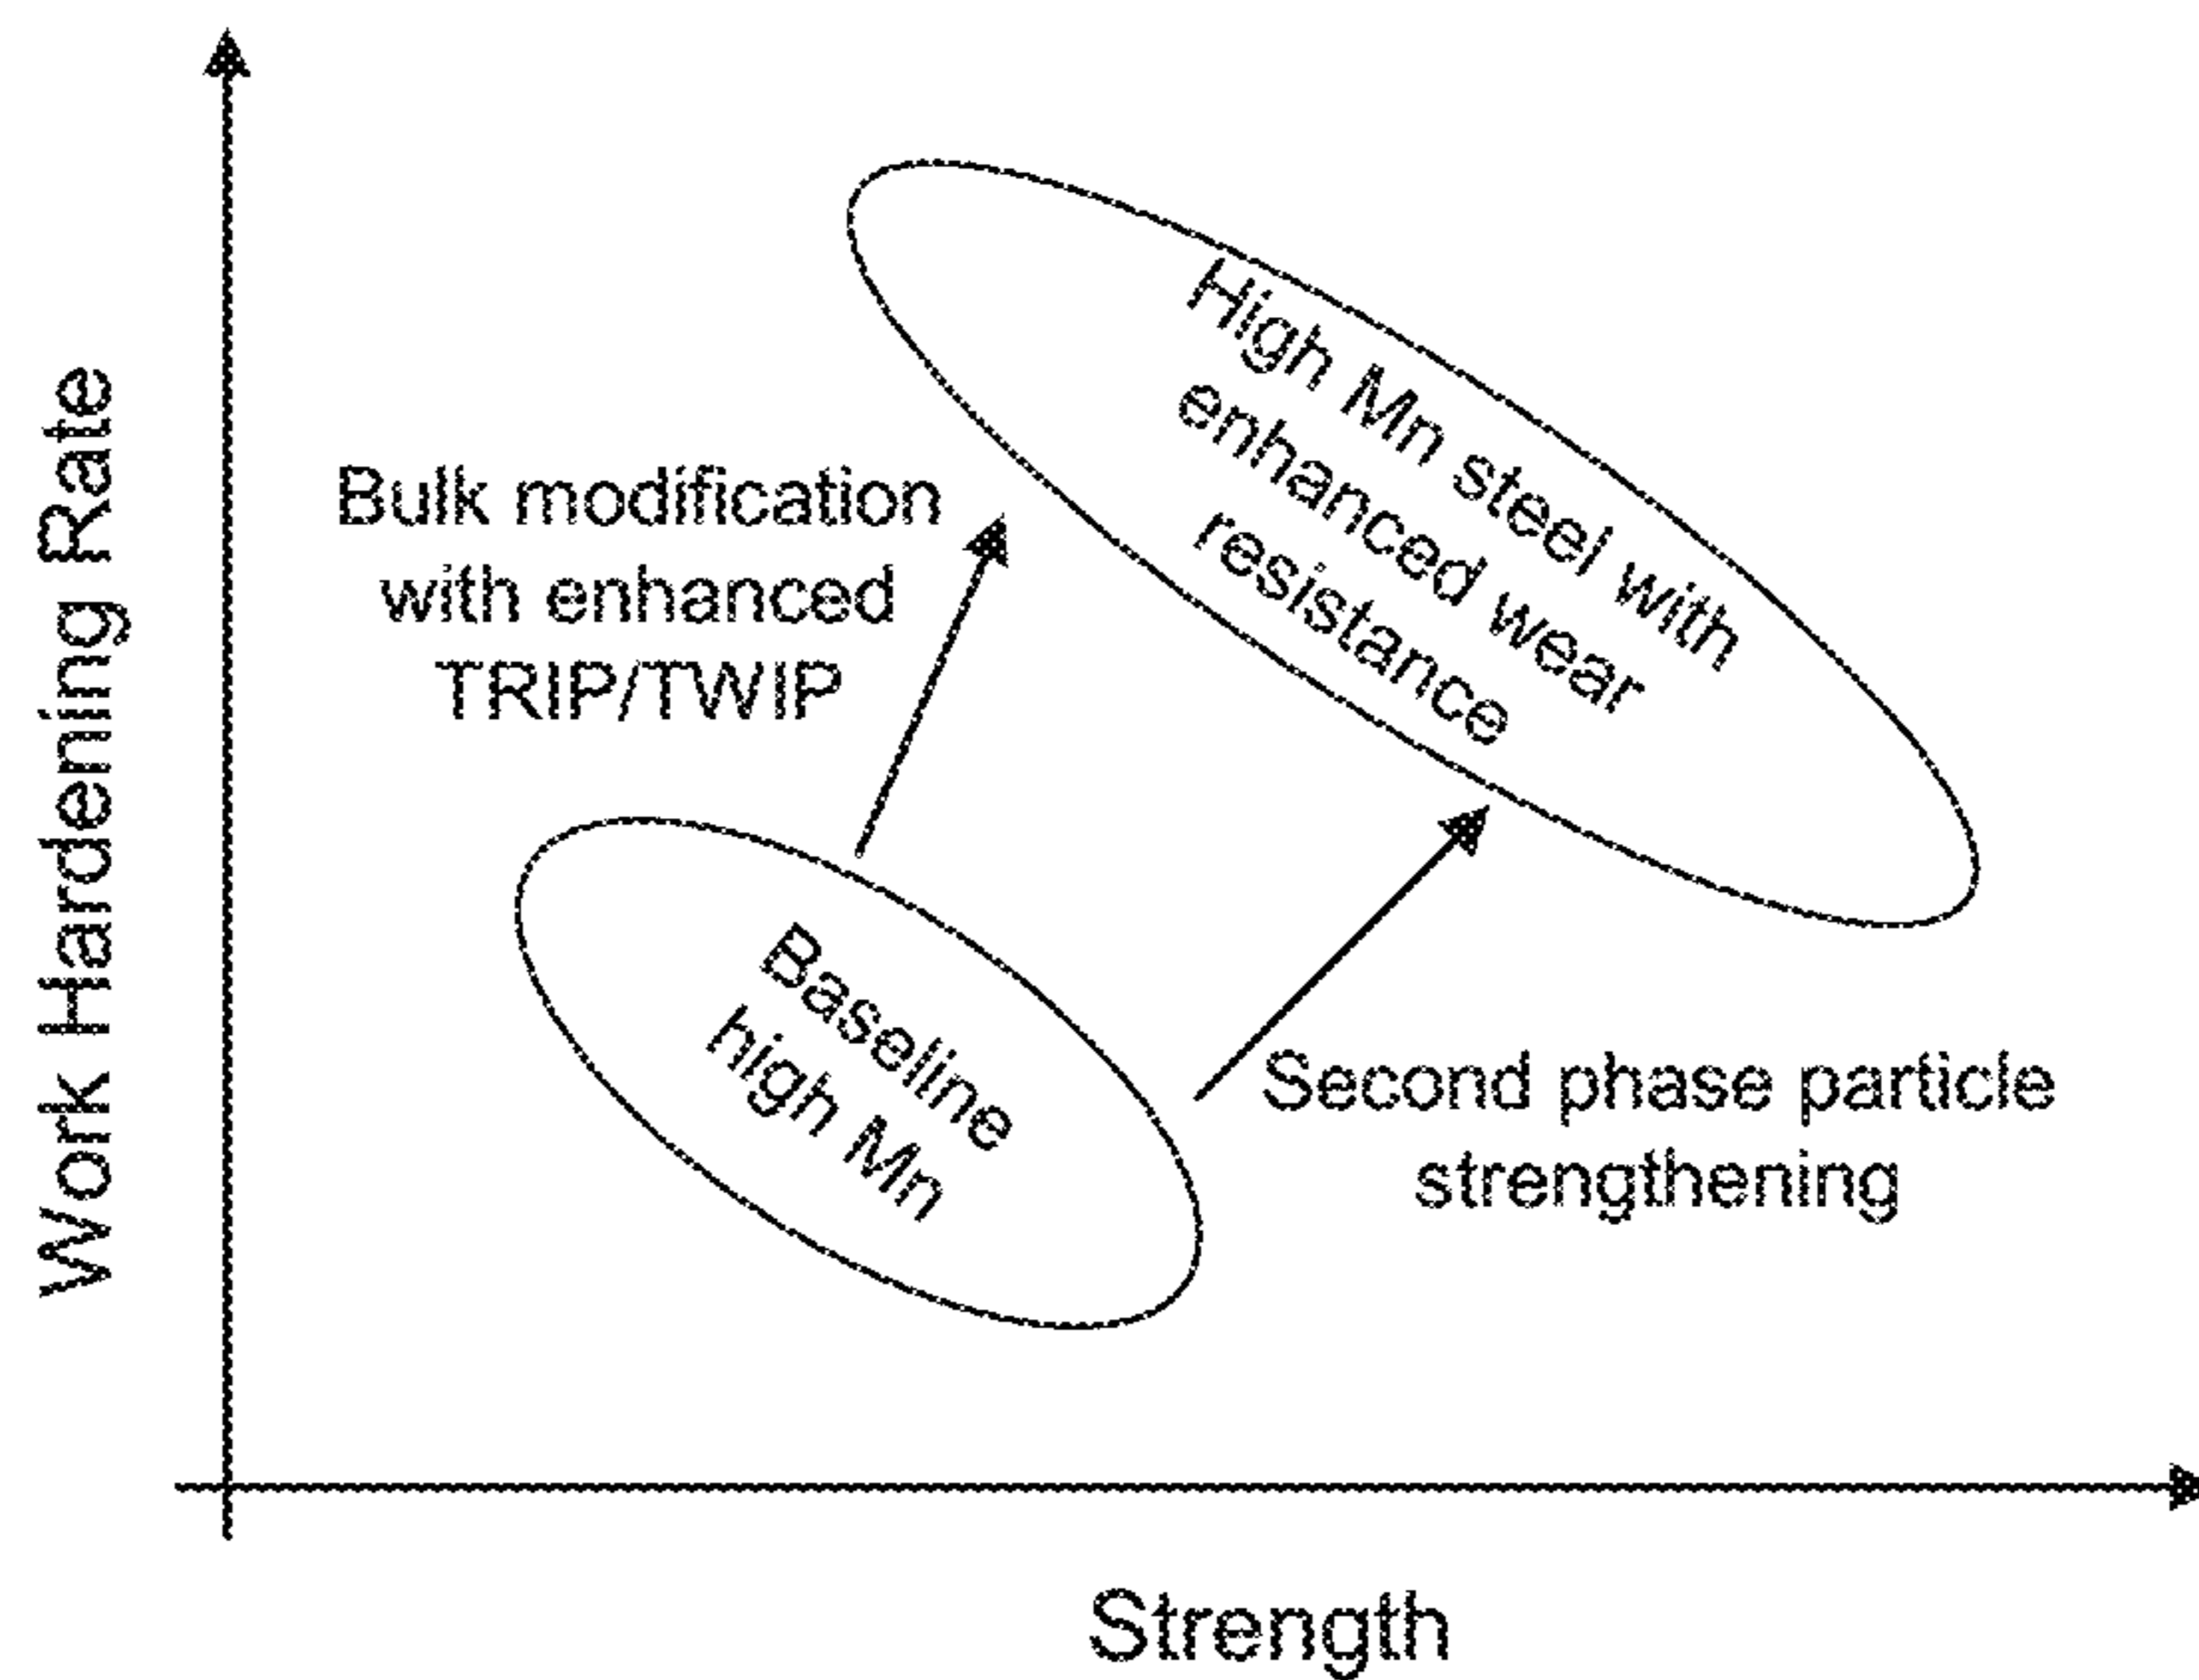 Work Hardening Rate
High Mn steel with
enhanced wear
resistance
Bulk modification
with enhanced
TRIP/TWIP
Baseline
high Mn
Second phase particle
strengthening
Strength